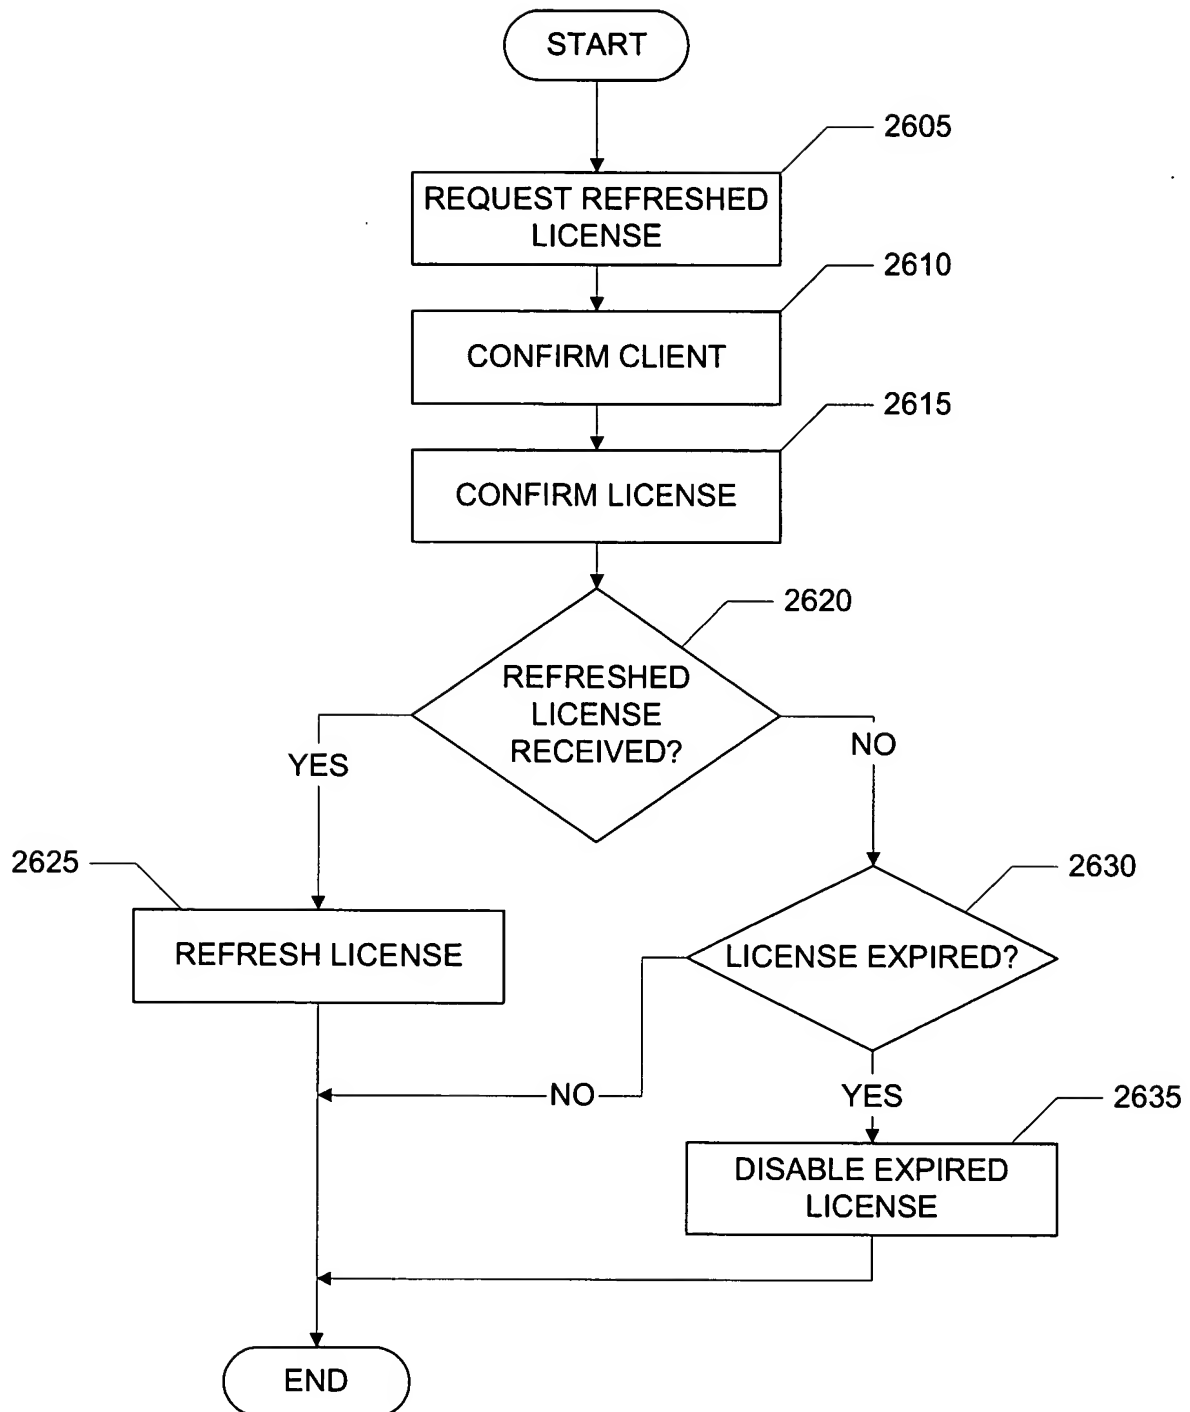 START
2605
REQUEST REFRESHED
LICENSE
2610
CONFIRM CLIENT
2615
CONFIRM LICENSE
2620
REFRESHED
LICENSE
RECEIVED?
YES
NO
2625
REFRESH LICENSE
2630
LICENSE EXPIRED?
NO
YES
2635
DISABLE EXPIRED
LICENSE
END